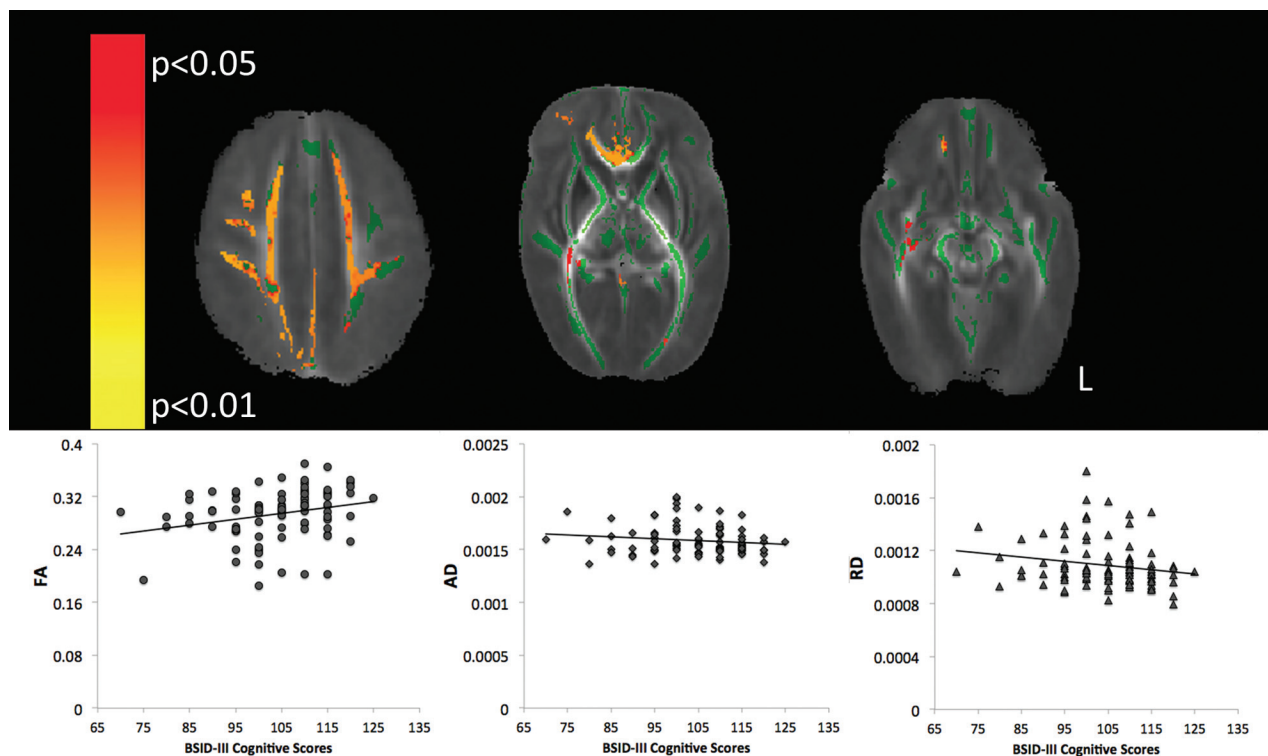 p<0.05
p<0.01
L
0.4
0.32
0.24
0.16
0.08
0
FA
65 75 85 95 105 115 125 135
BSID-III Cognitive Scores
0.0025
0.002
0.0015
0.001
0.0005
0
AD
65 75 85 95 105 115 125 135
BSID-III Cognitive Scores
0.002
0.0016
0.0012
0.0008
0.0004
0
RD
65 75 85 95 105 115 125 135
BSID-III Cognitive Scores